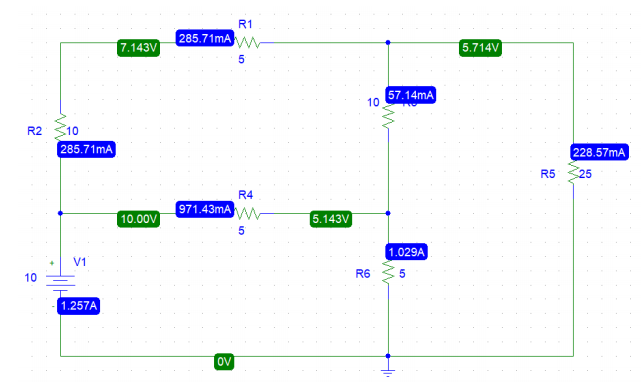 R1
7.143V 285.71mA 5.714V
5
57.14mA
10
R2 10
285.71mA 228.57mA
R5 25
R4
971.43mA
10.00V 5.143V
5
1.029A
+ V1
10 R6 5
- 1.257A
0V